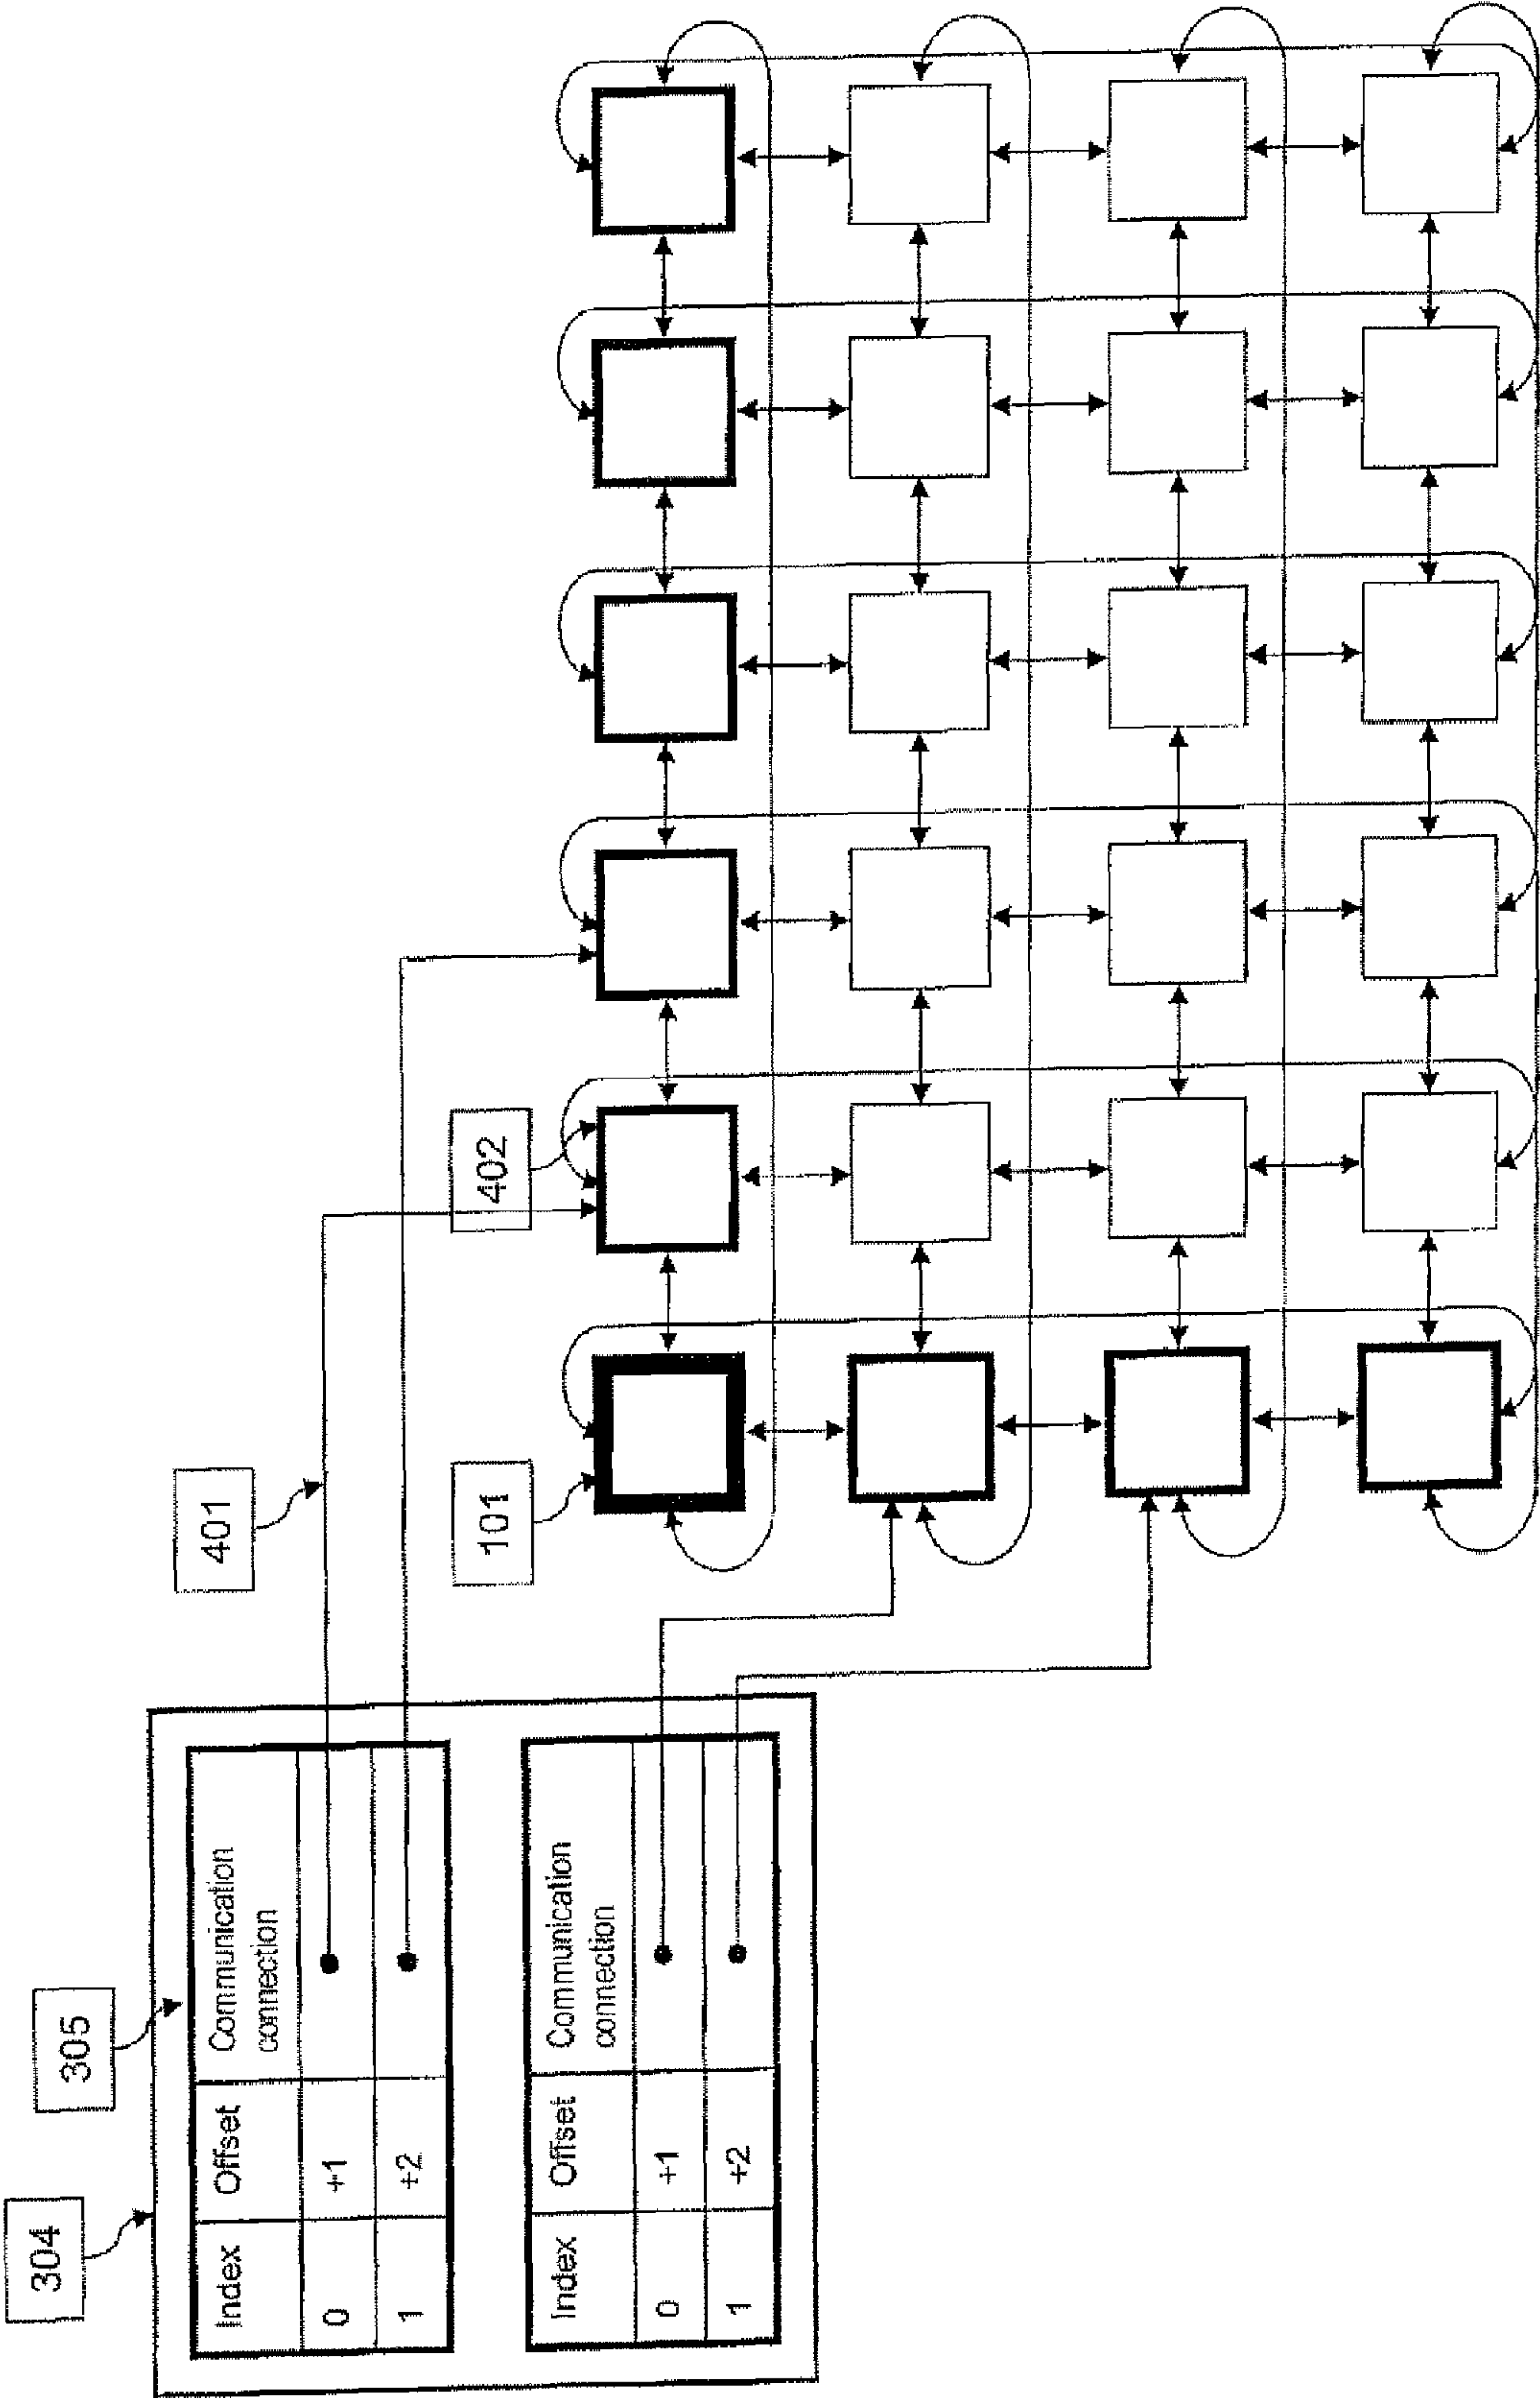 304
305
Index Offset Communication
connection
0 +1
1 +2
Index Offset Communication
connection
0 +1
1 +2
401
101
402